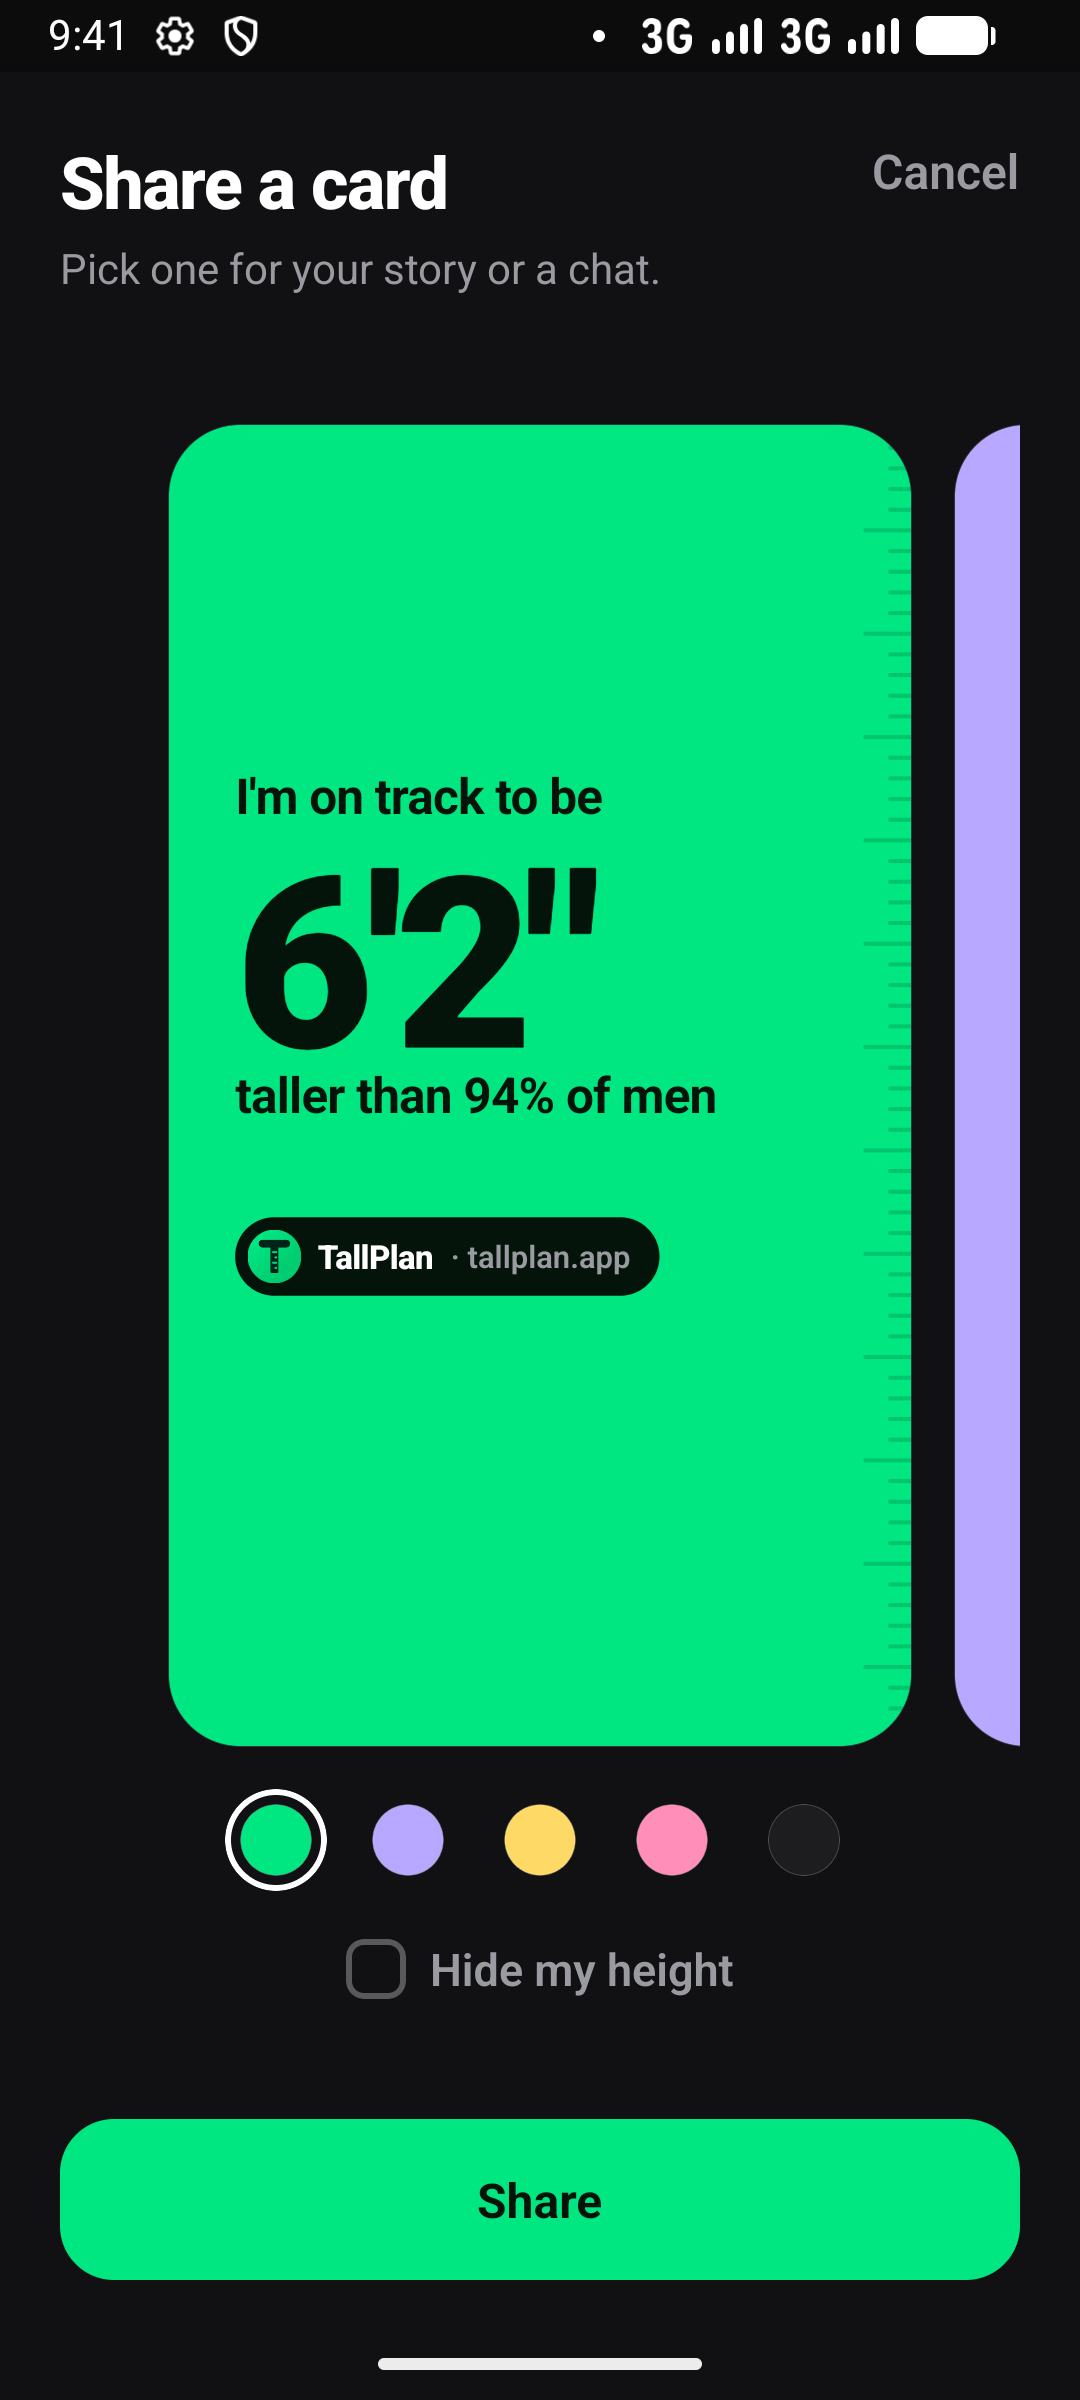 9:41
3G 3G
Share a card
Cancel
Pick one for your story or a chat.
I'm on track to be
6'2"
taller than 94% of men
TallPlan · tallplan.app
Hide my height
Share